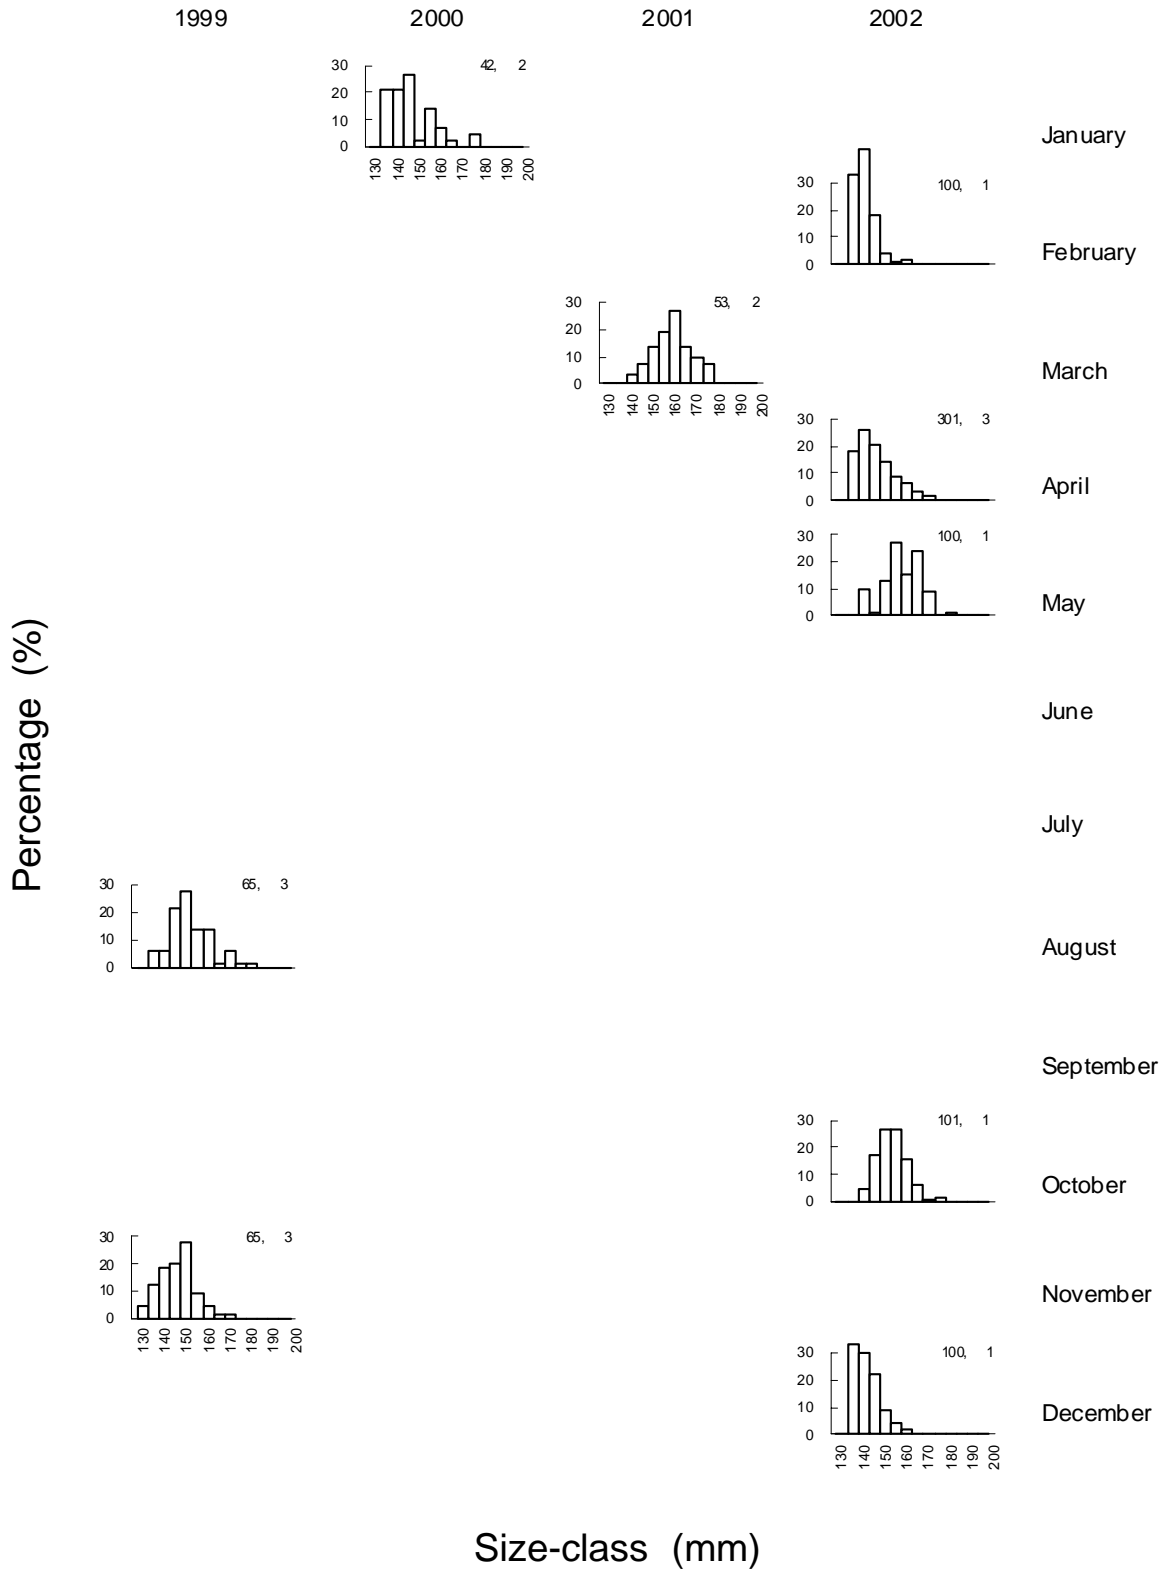 1999 2000 2001 2002
30 42, 2
20
10
0
January
130 140 150 160 170 180 190 200
30 100, 1
20
10
0
February
30 53, 2
20
10
0
March
130 140 150 160 170 180 190 200
30 301, 3
20
10
0
April
30 100, 1
20
10
0
May
Percentage (%)
June
July
30 65, 3
20
10
0
August
September
30 101, 1
20
10
0
October
30 65, 3
20
10
0
November
130 140 150 160 170 180 190 200
30 100, 1
20
10
0
December
130 140 150 160 170 180 190 200
Size-class (mm)